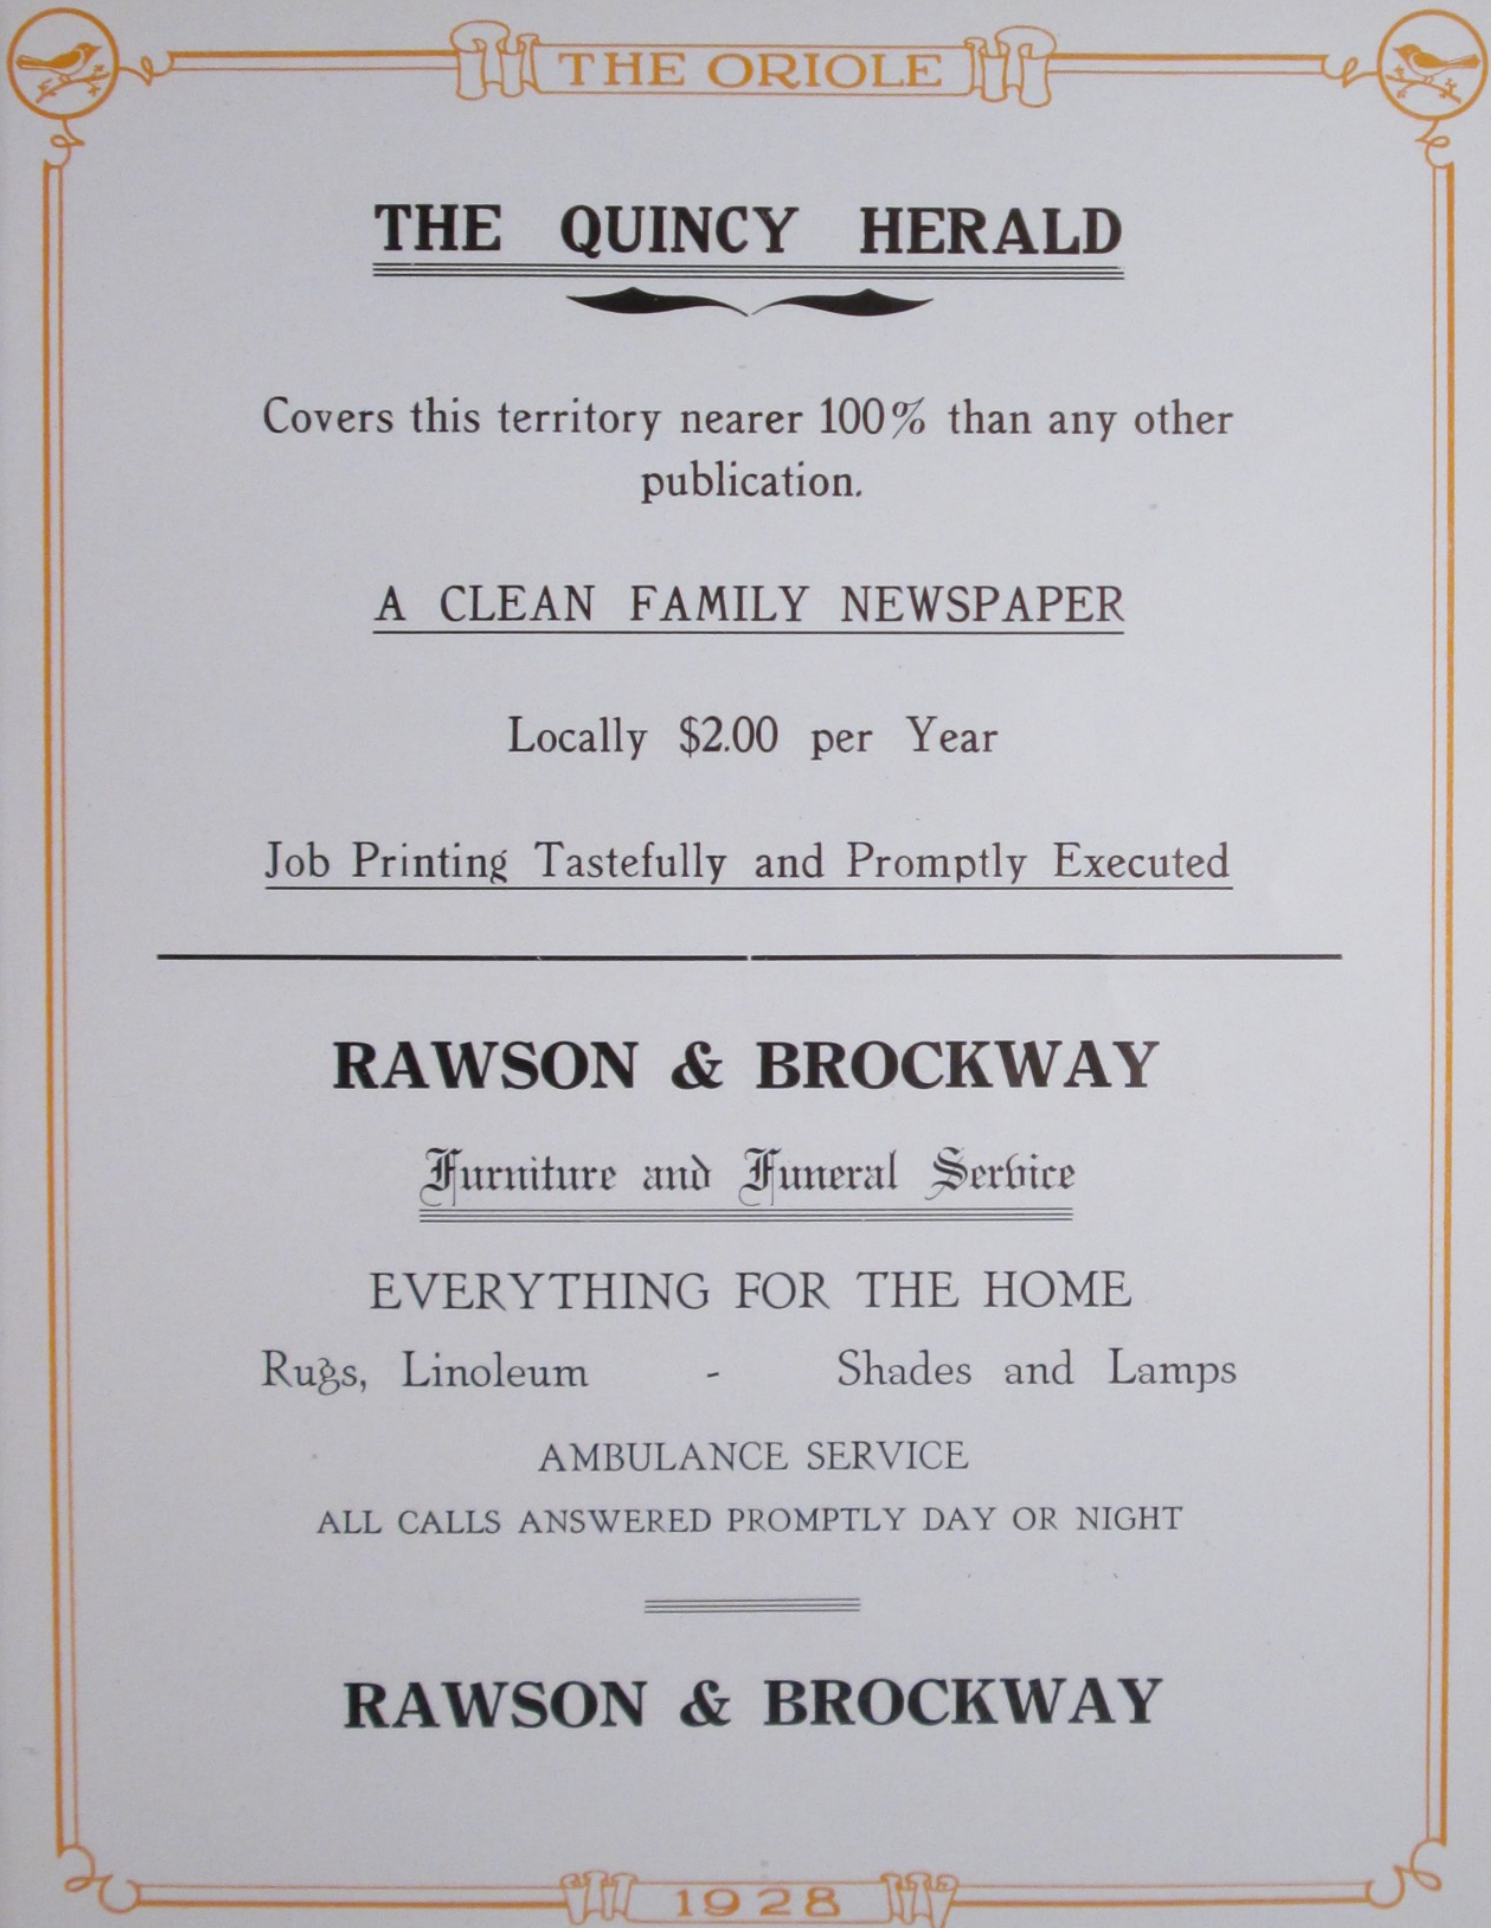 THE ORIOLE
THE QUINCY HERALD
Covers this territory nearer 100% than any other
publication.
A CLEAN FAMILY NEWSPAPER
Locally $2.00 per Year
Job Printing Tastefully and Promptly Executed
RAWSON & BROCKWAY
Furniture and Funeral Service
EVERYTHING FOR THE HOME
Rugs, Linoleum - Shades and Lamps
AMBULANCE SERVICE
ALL CALLS ANSWERED PROMPTLY DAY OR NIGHT
RAWSON & BROCKWAY
1928